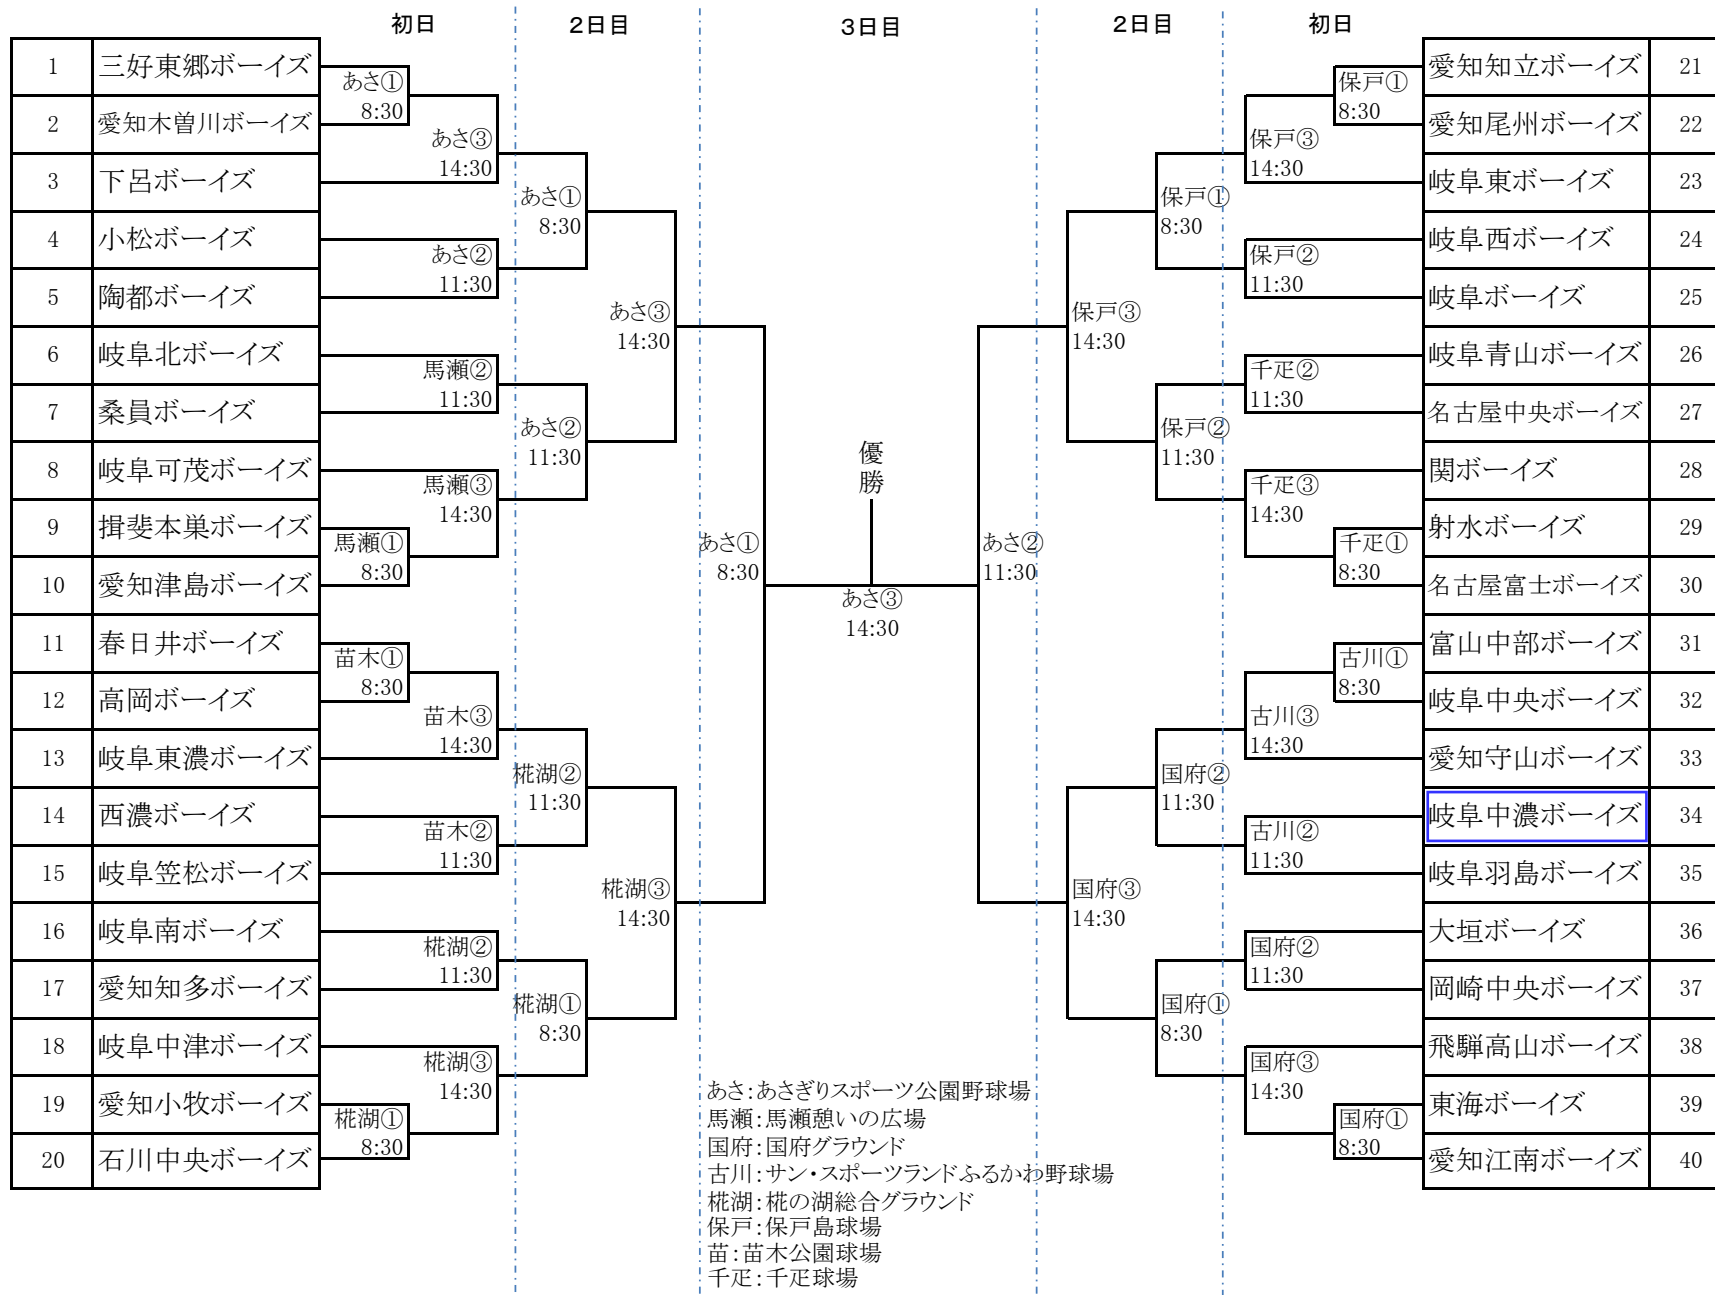 初日 2日目 3日目 2日目 初日
1 三好東郷ボーイズ
2 愛知木曽川ボーイズ
3 下呂ボーイズ
4 小松ボーイズ
5 陶都ボーイズ
6 岐阜北ボーイズ
7 桑員ボーイズ
8 岐阜可茂ボーイズ
9 揖斐本巣ボーイズ
10 愛知津島ボーイズ
11 春日井ボーイズ
12 高岡ボーイズ
13 岐阜東濃ボーイズ
14 西濃ボーイズ
15 岐阜笠松ボーイズ
16 岐阜南ボーイズ
17 愛知知多ボーイズ
18 岐阜中津ボーイズ
19 愛知小牧ボーイズ
20 石川中央ボーイズ
あさ①
8:30
あさ③
14:30
あさ②
11:30
馬瀬②
11:30
馬瀬③
14:30
馬瀬①
8:30
苗木①
8:30
苗木③
14:30
苗木②
11:30
椛湖②
11:30
椛湖③
14:30
椛湖①
8:30
あさ①
8:30
あさ②
11:30
椛湖②
11:30
椛湖①
8:30
あさ③
14:30
椛湖③
14:30
あさ①
8:30
優
勝
あさ③
14:30
あさ②
11:30
保戸③
14:30
国府③
14:30
保戸①
8:30
保戸②
11:30
国府②
11:30
国府①
8:30
保戸①
8:30
保戸③
14:30
保戸②
11:30
千疋②
11:30
千疋③
14:30
千疋①
8:30
古川①
8:30
古川③
14:30
古川②
11:30
国府②
11:30
国府③
14:30
国府①
8:30
愛知知立ボーイズ 21
愛知尾州ボーイズ 22
岐阜東ボーイズ 23
岐阜西ボーイズ 24
岐阜ボーイズ 25
岐阜青山ボーイズ 26
名古屋中央ボーイズ 27
関ボーイズ 28
射水ボーイズ 29
名古屋富士ボーイズ 30
富山中部ボーイズ 31
岐阜中央ボーイズ 32
愛知守山ボーイズ 33
岐阜中濃ボーイズ 34
岐阜羽島ボーイズ 35
大垣ボーイズ 36
岡崎中央ボーイズ 37
飛騨高山ボーイズ 38
東海ボーイズ 39
愛知江南ボーイズ 40
あさ:あさぎりスポーツ公園野球場
馬瀬:馬瀬憩いの広場
国府:国府グラウンド
古川:サン・スポーツランドふるかわ野球場
椛湖:椛の湖総合グラウンド
保戸:保戸島球場
苗:苗木公園球場
千疋:千疋球場